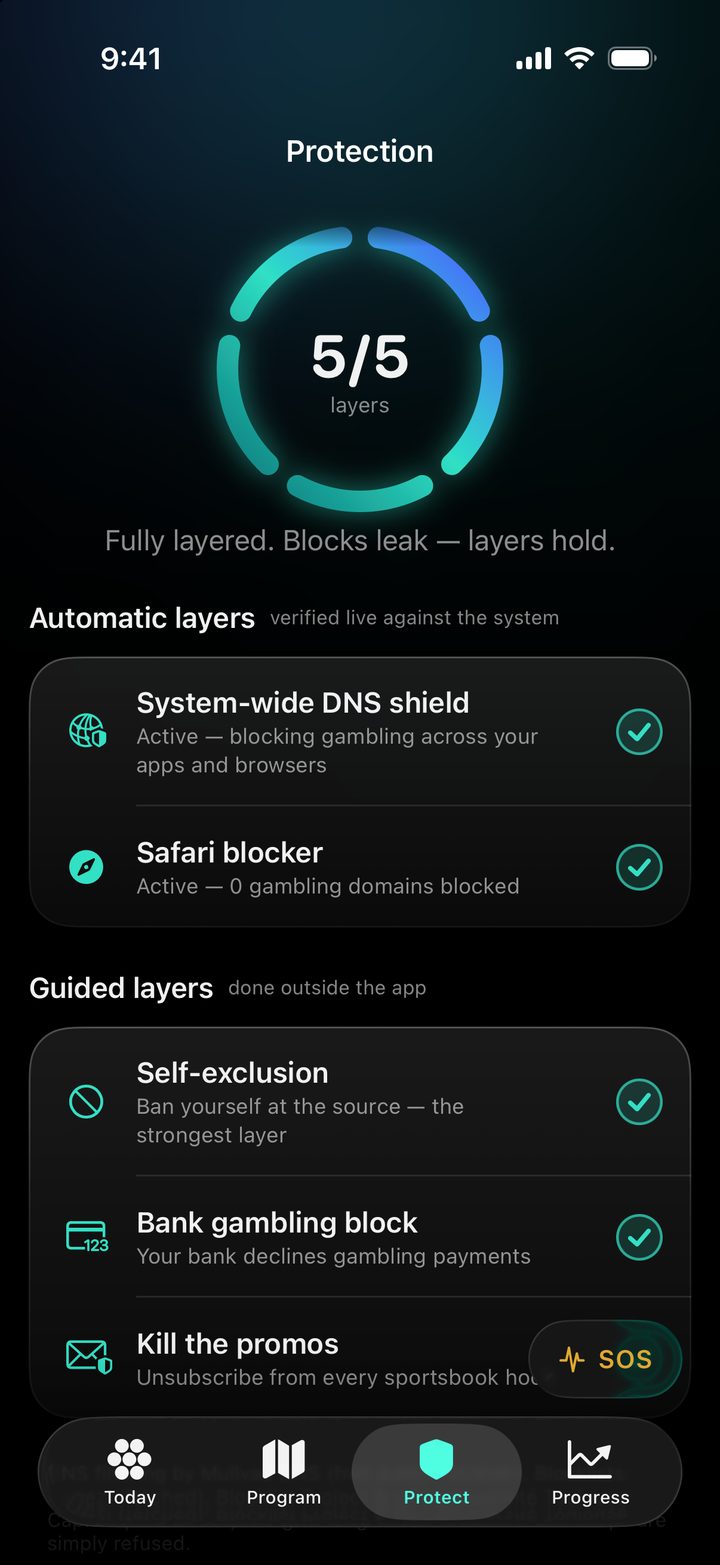 9:41
Protection
5/5
layers
Fully layered. Blocks leak — layers hold.
Automatic layers verified live against the system
System-wide DNS shield
Active — blocking gambling across your
apps and browsers
Safari blocker
Active — 0 gambling domains blocked
Guided layers done outside the app
Self-exclusion
Ban yourself at the source — the
strongest layer
Bank gambling block
123
Your bank declines gambling payments
Kill the promos
Unsubscribe from every sportsbook
SOS
Today
Program
Protect
Progress
simply refused.